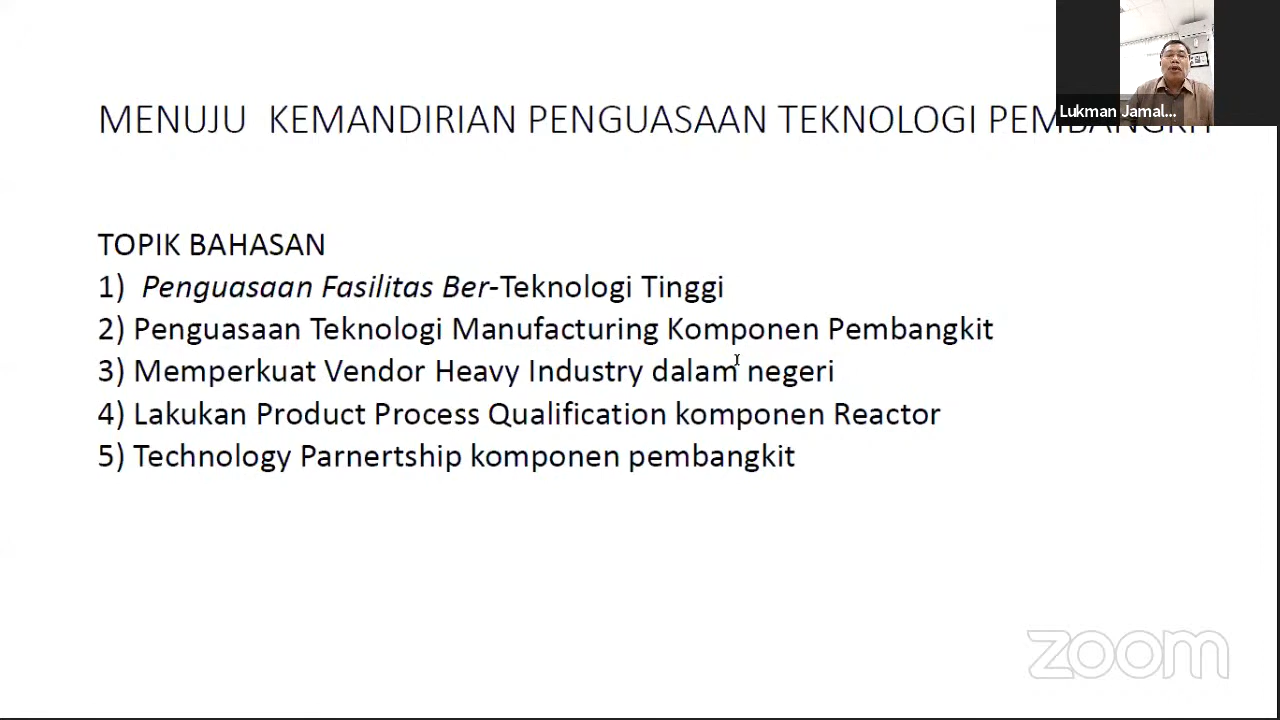 MENUJU KEMANDIRIAN PENGUASAAN TEKNOLOGI PEMBANGKIT
Lukman Jamal...
TOPIK BAHASAN
1) Penguasaan Fasilitas Ber-Teknologi Tinggi
2) Penguasaan Teknologi Manufacturing Komponen Pembangkit
3) Memperkuat Vendor Heavy Industry dalam negeri
4) Lakukan Product Process Qualification komponen Reactor
5) Technology Parnertship komponen pembangkit
zoom